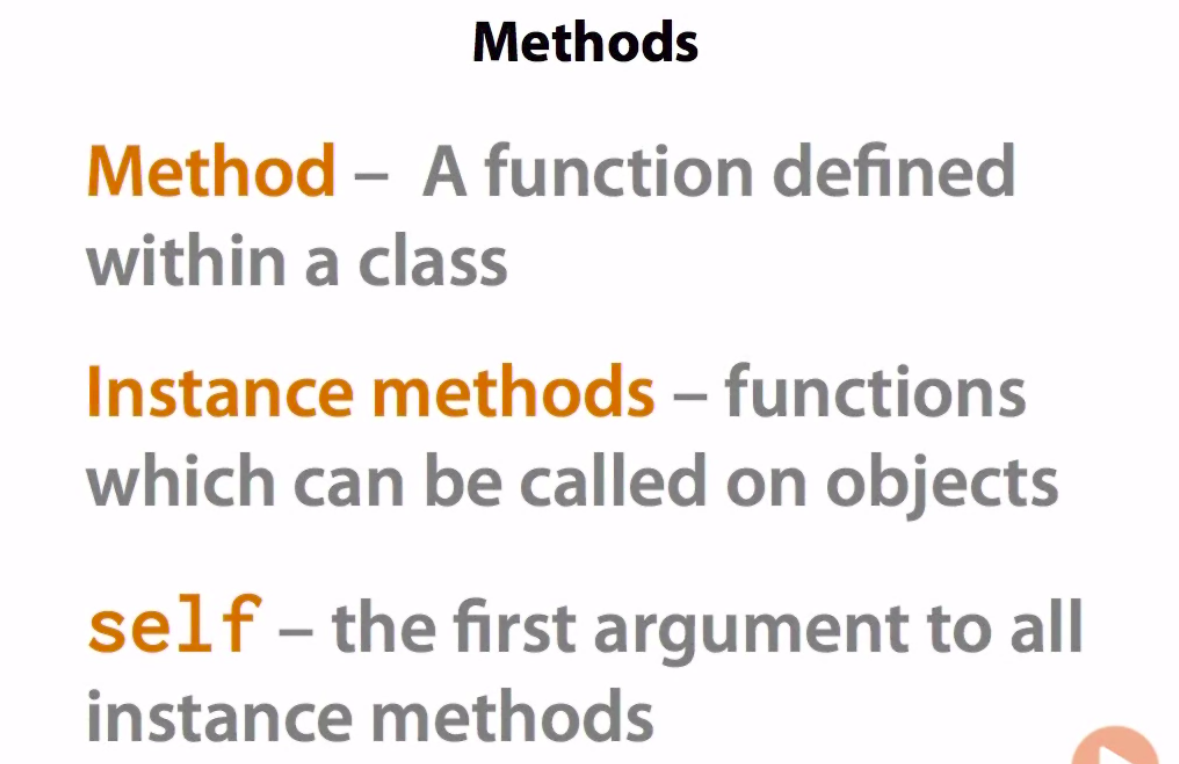 Methods
Method – A function defined
within a class
Instance methods – functions
which can be called on objects
self – the first argument to all
instance methods